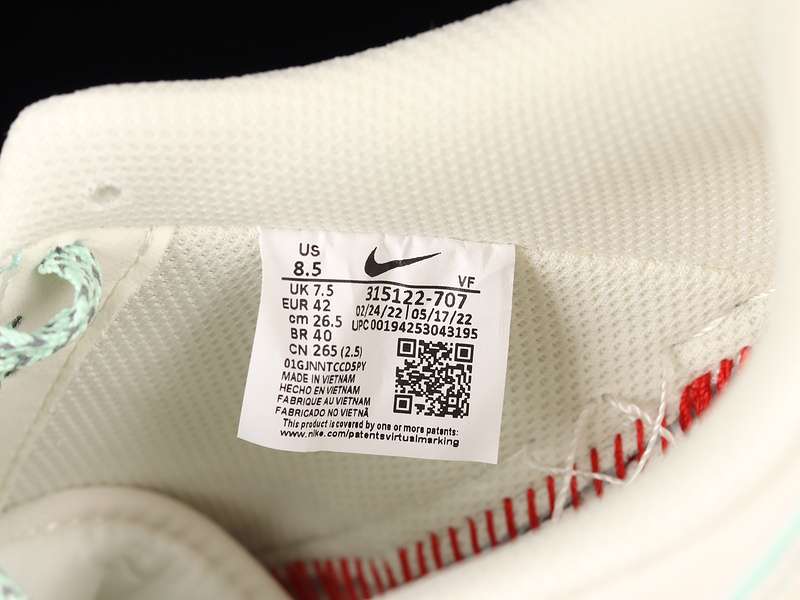 US
8.5
VF
UK 7.5
315122-707
EUR 42
02/24/22 | 05/17/22
cm 26.5
UPC 00194253043195
BR 40
CN 265 (2.5)
01GJNNTCCD5PY
MADE IN VIETNAM
HECHO EN VIETNAM
FABRIQUE AU VIETNAM
FABRICADO NO VIETNÃ
This product is covered by one or more patents:
www.nike.com/patentsvirtualmarking